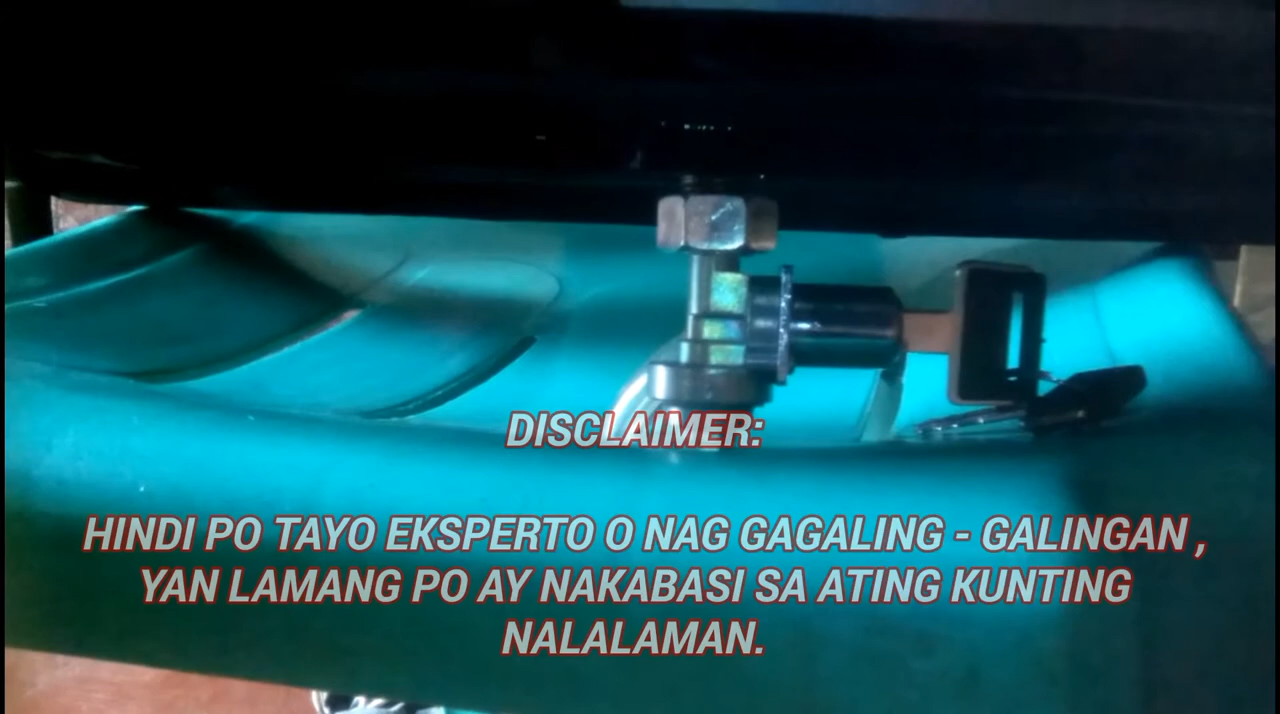 DISCLAIMER:
HINDI PO TAYO EKSPERTO O NAG GAGALING - GALINGAN ,
YAN LAMANG PO AY NAKABASI SA ATING KUNTING
NALALAMAN.